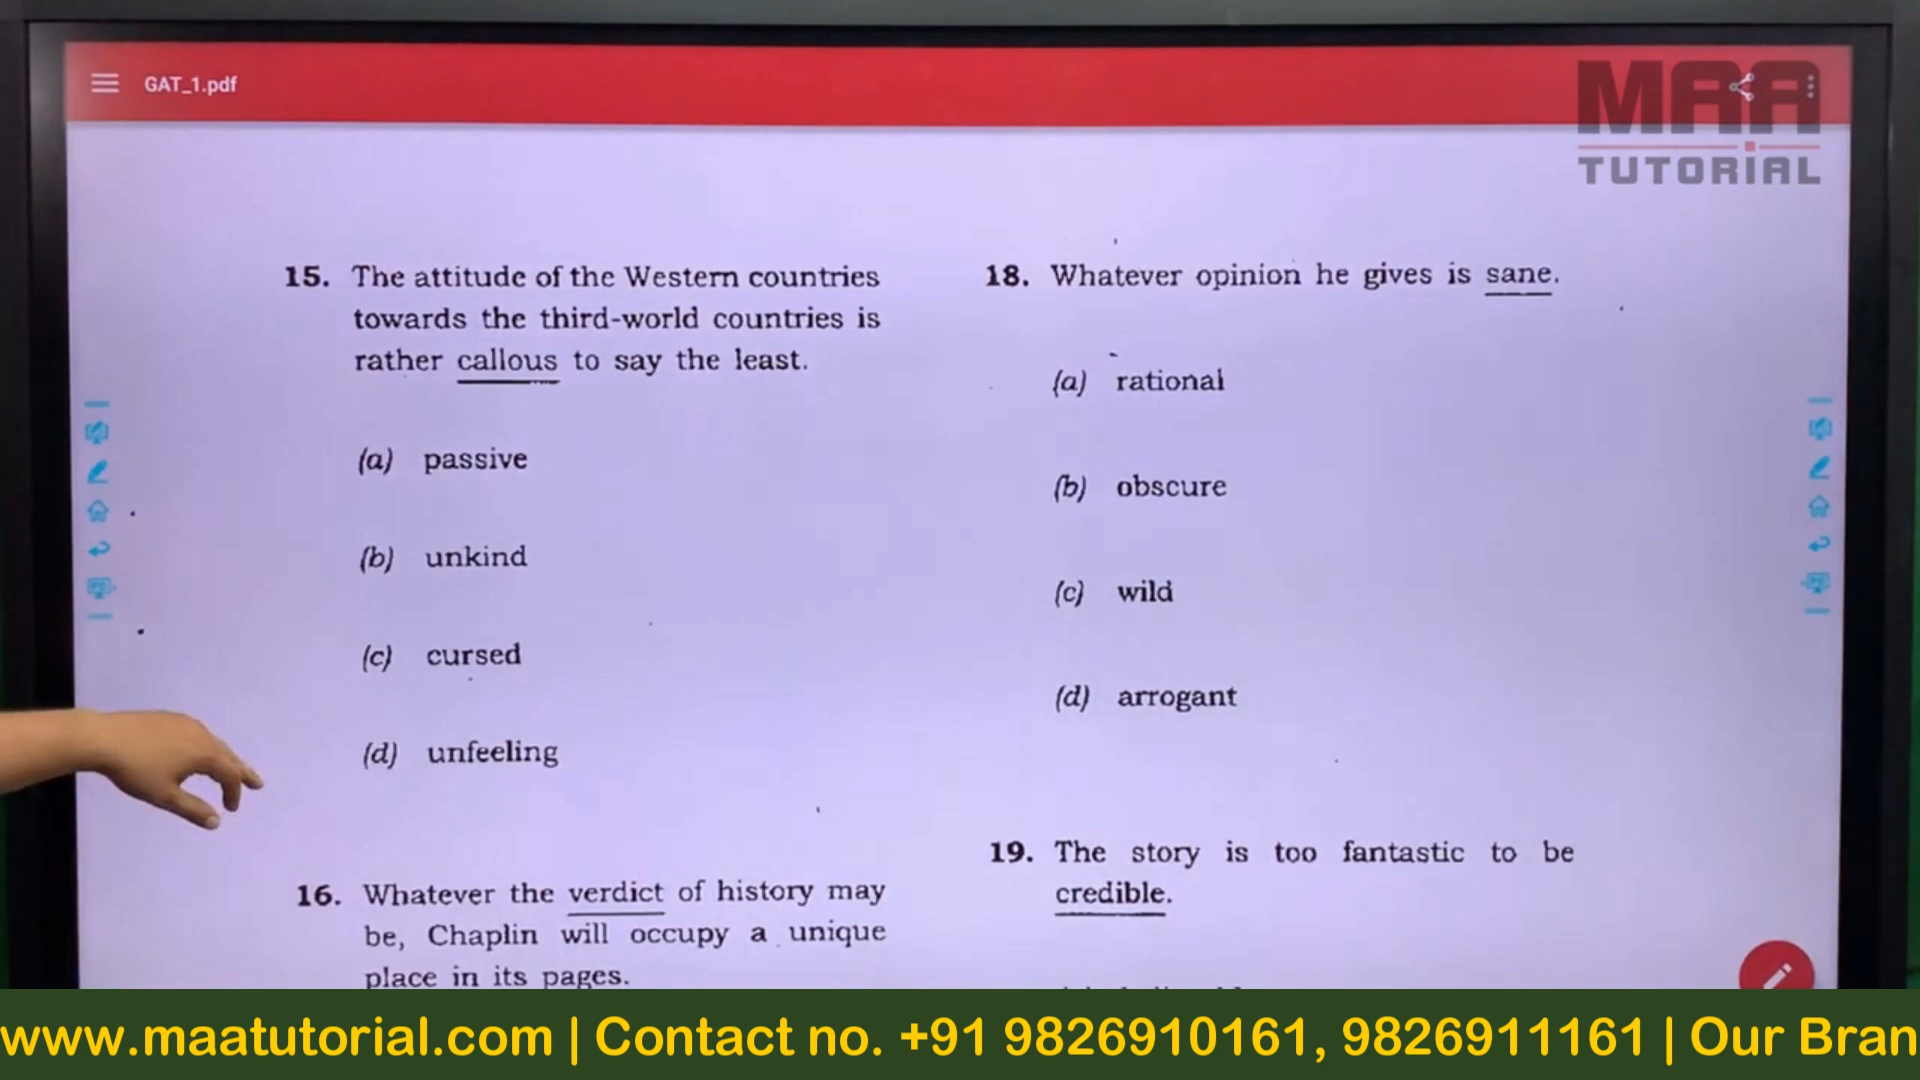 GAT_1.pdf
MAA
TUTORIAL
15. The attitude of the Western countries
towards the third-world countries is
rather callous to say the least.
(a) passive
(b) unkind
(c) cursed
(d) unfeeling
16. Whatever the verdict of history may
be, Chaplin will occupy a unique
place in its pages.
18. Whatever opinion he gives is sane.
(a) rational
(b) obscure
(c) wild
(d) arrogant
19. The story is too fantastic to be
credible.
www.maatutorial.com | Contact no. +91 9826910161, 9826911161 | Our Bran